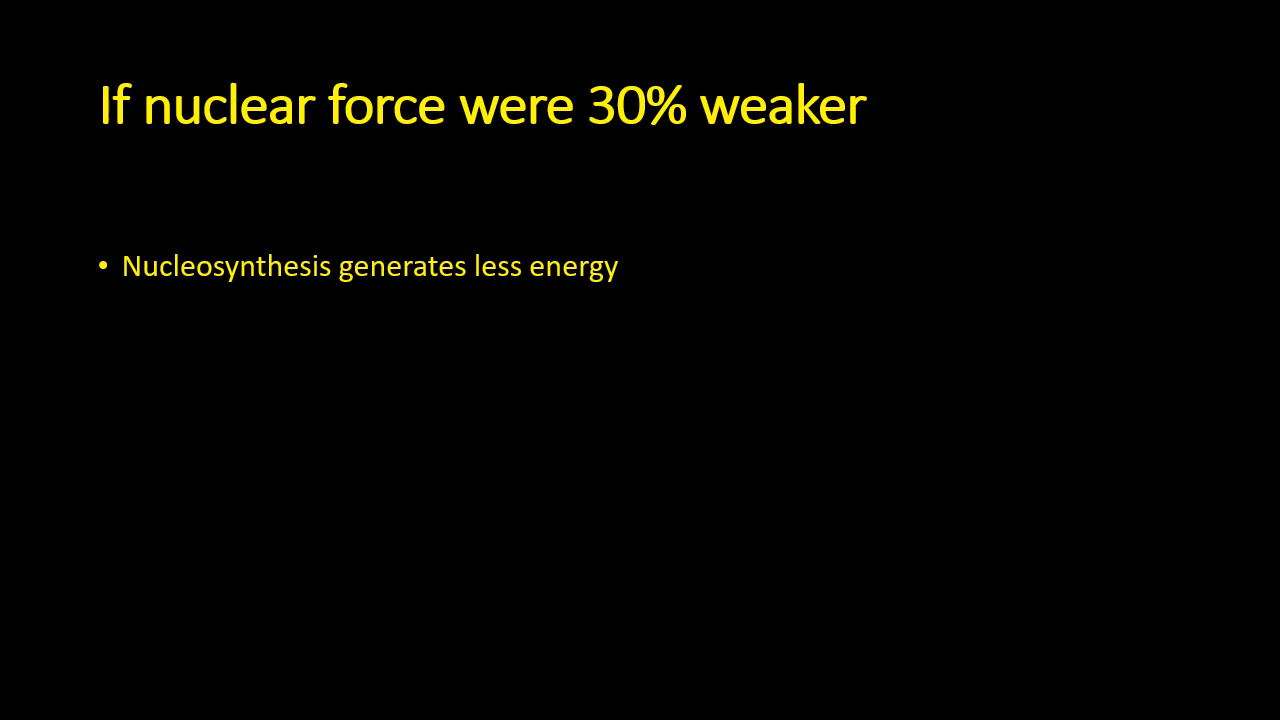 If nuclear force were 30% weaker
• Nucleosynthesis generates less energy